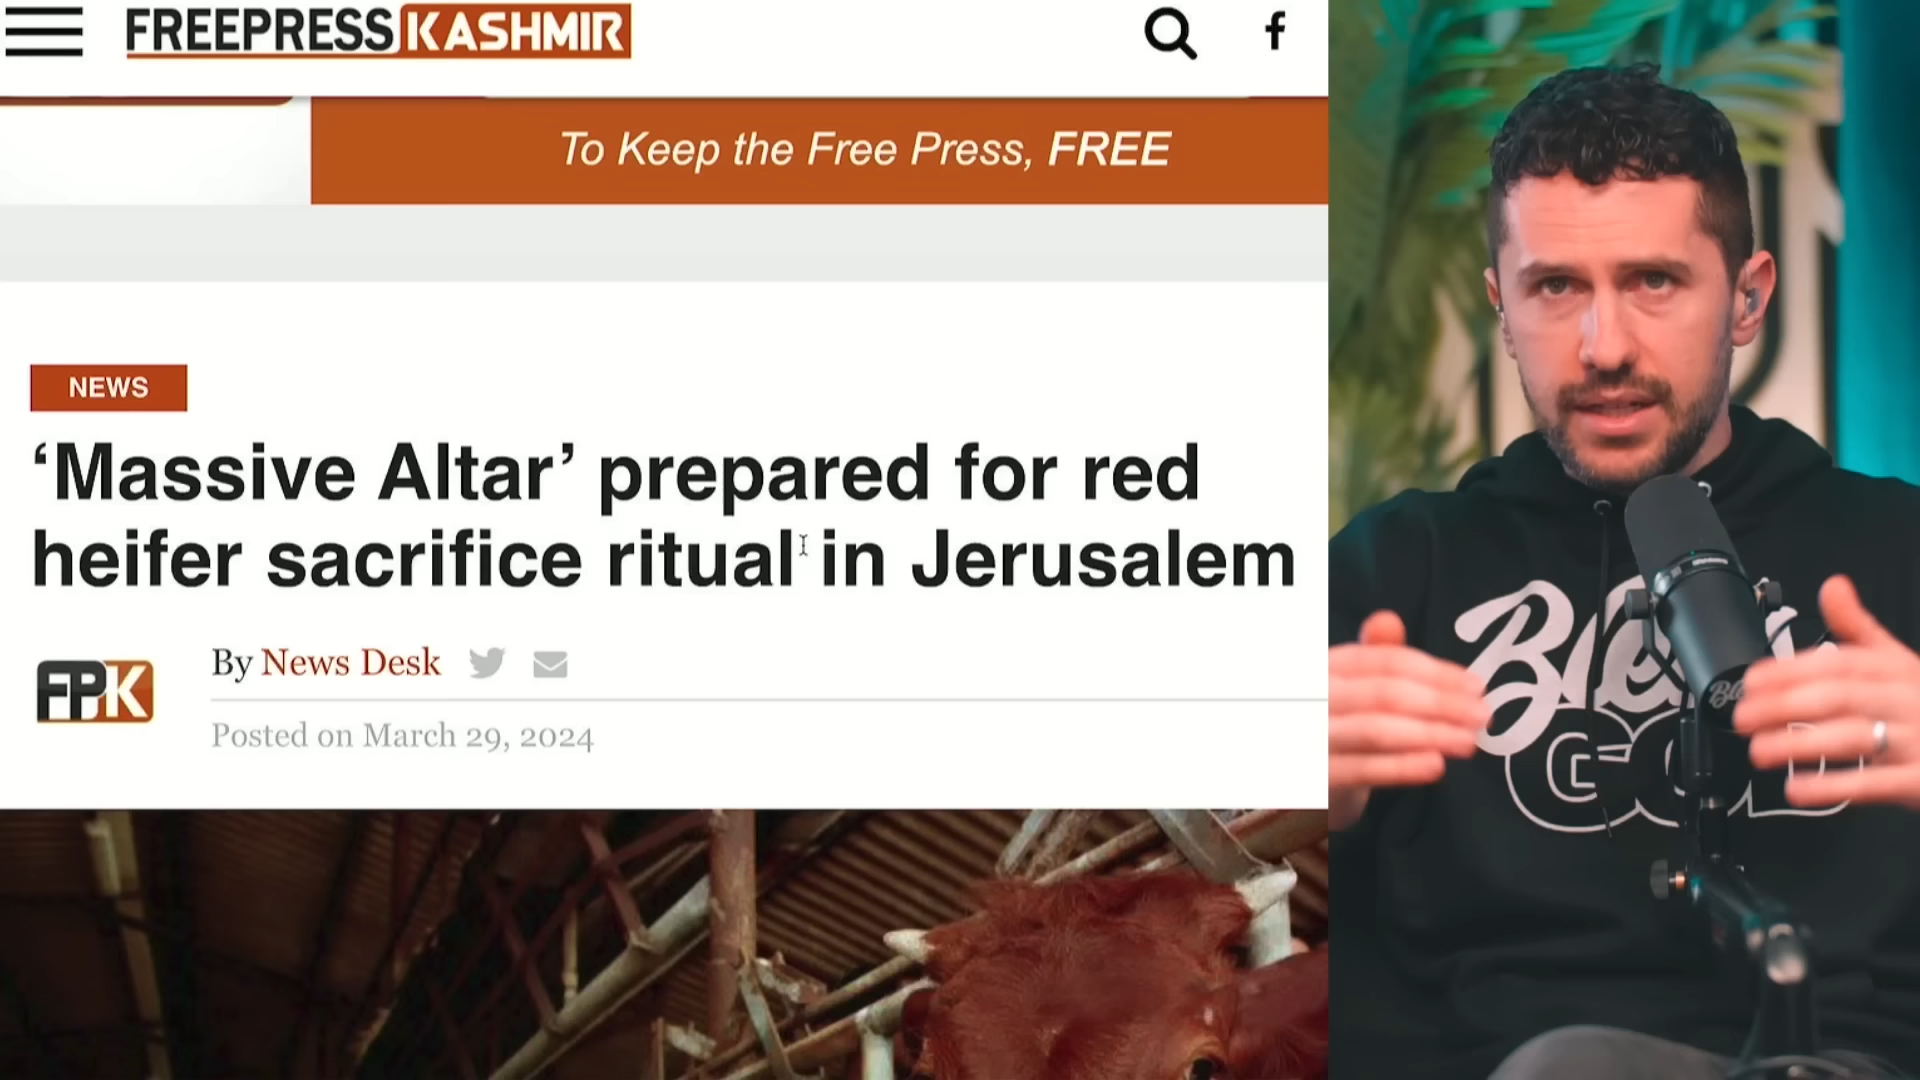 FREEPRESS KASHMIR
f
To Keep the Free Press, FREE
NEWS
‘Massive Altar’ prepared for red
heifer sacrifice ritual in Jerusalem
FPK
By News Desk
Posted on March 29, 2024
GOD